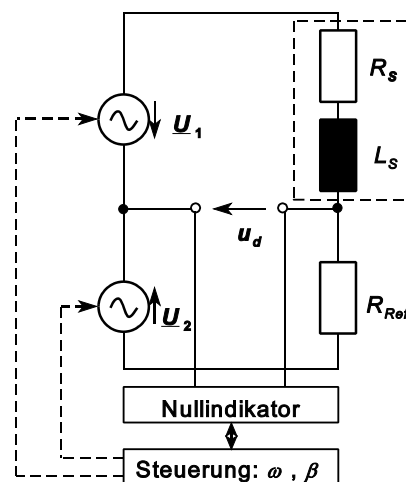 R_s
U_1
L_S
u_d
U_2
R_Ref
Nullindikator
Steuerung: ω , β